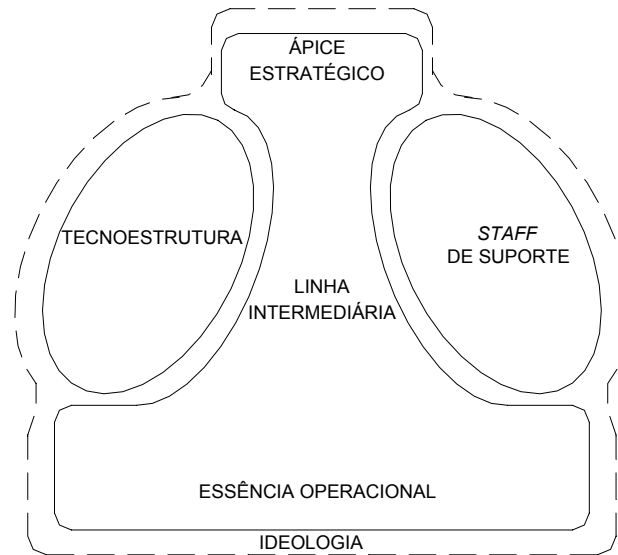 ÁPICE
ESTRATÉGICO
TECNOESTRUTURA
STAFF
DE SUPORTE
LINHA
INTERMEDIÁRIA
ESSÊNCIA OPERACIONAL
IDEOLOGIA